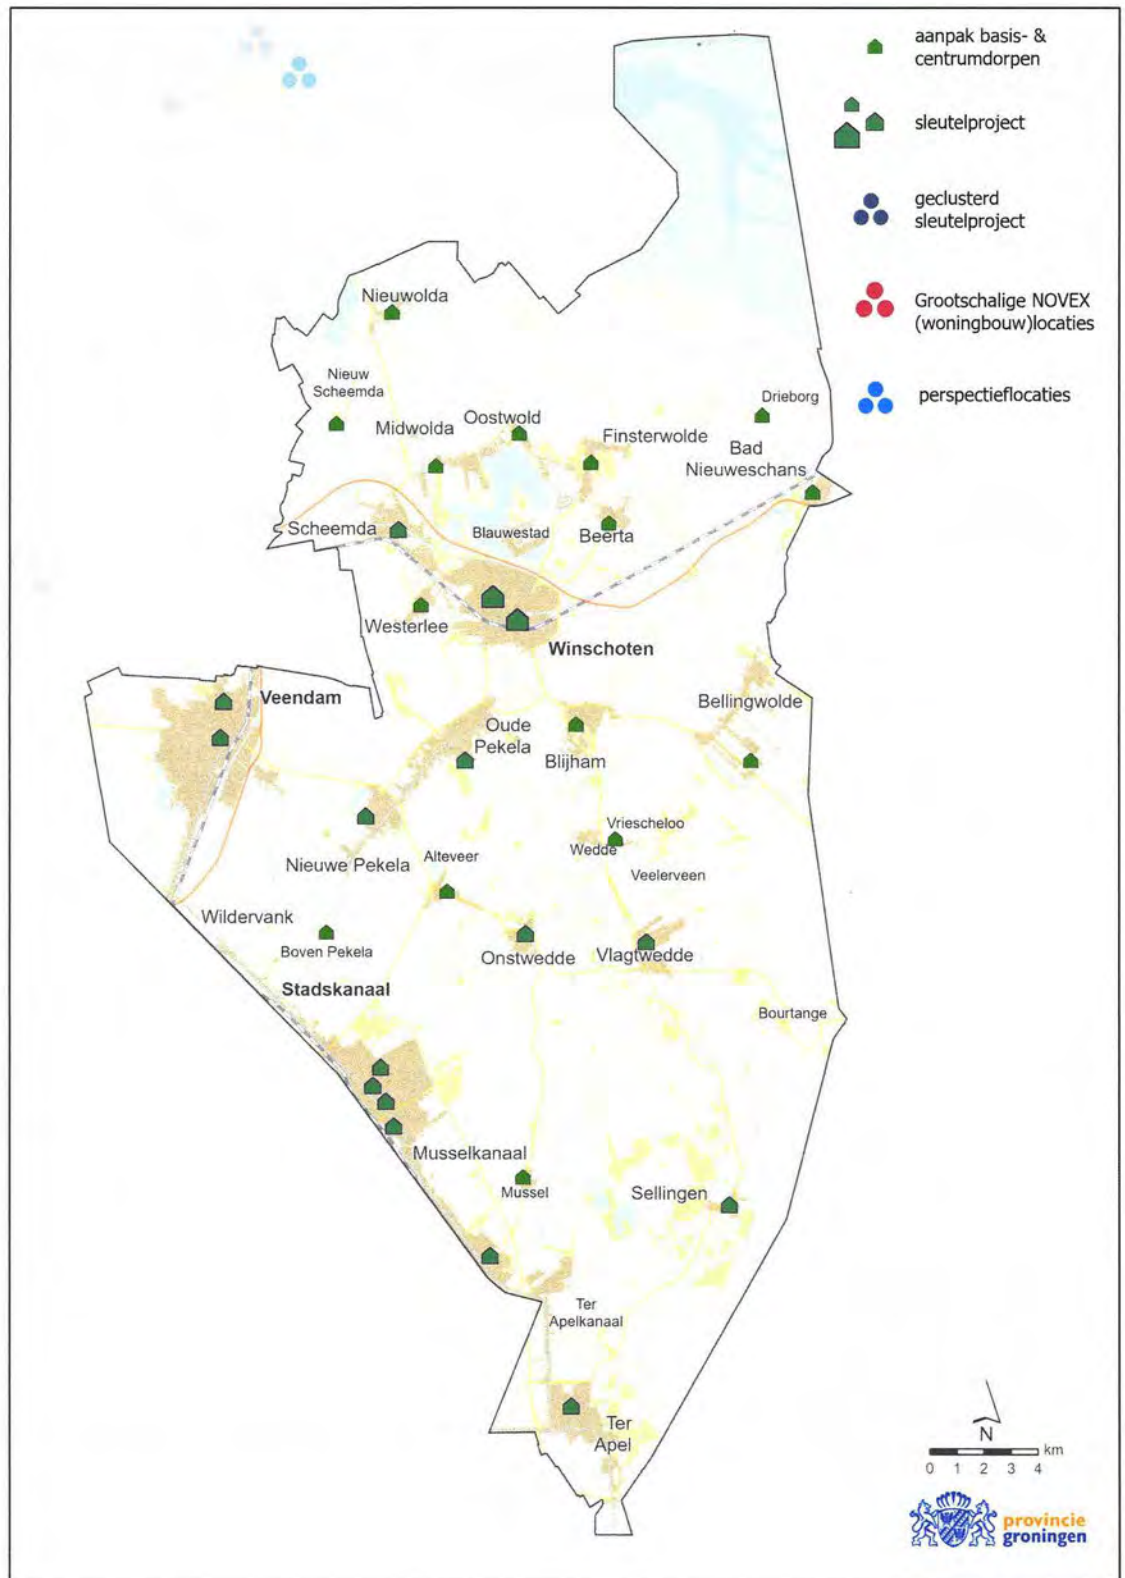 aanpak basis- &
centrumdorpen
sleutelproject
geclusterd
sleutelproject
Grootschalige NOVEX
(woningbouw)locaties
perspectieflocaties
Nieuwolda
Nieuw
Scheemda
Midwolda
Oostwold
Finsterwolde
Drieborg
Bad
Nieuweschans
Scheemda
Blauwestad
Beerta
Westerlee
Winschoten
Veendam
Oude
Pekela
Blijham
Bellingwolde
Nieuwe Pekela
Alteveer
Vriescheloo
Wedde
Veelerveen
Wildervank
Boven Pekela
Onstwedde
Vlagtwedde
Stadskanaal
Bourtange
Musselkanaal
Mussel
Sellingen
Ter
Apelkanaal
Ter
Apel
N
km
0 1 2 3 4
provincie
groningen